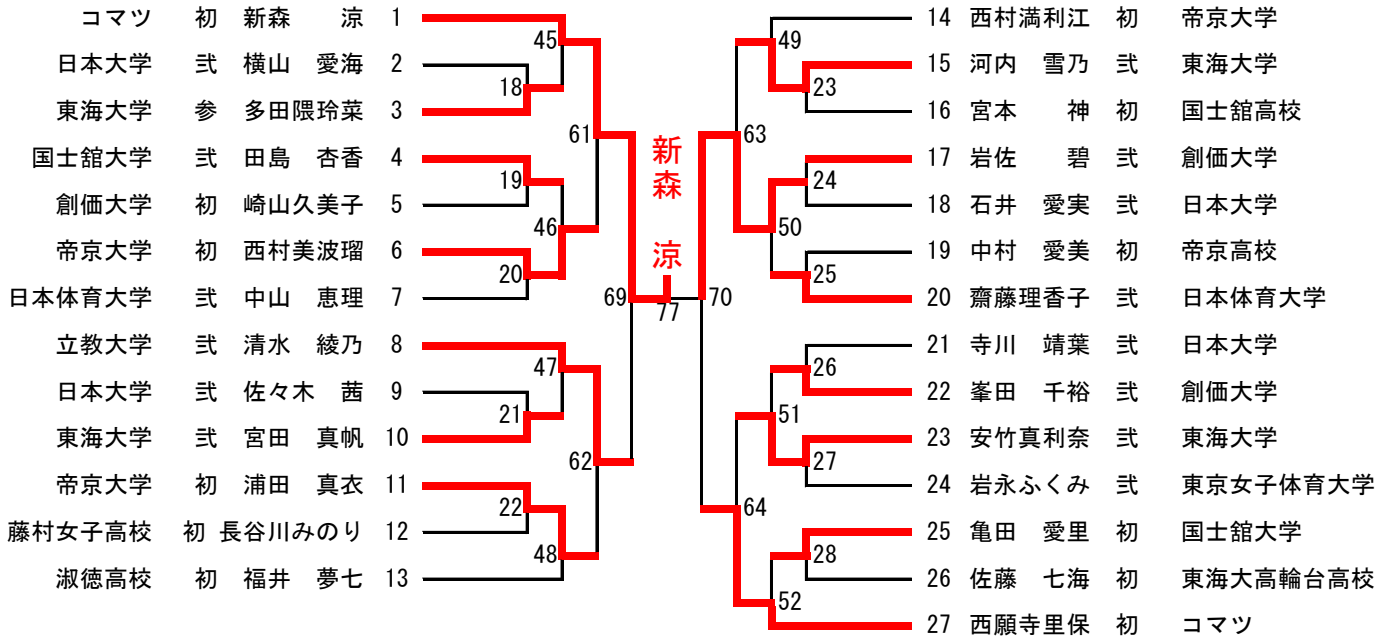 コマツ 初 新森 涼 1
日本大学 弐 横山 愛海 2
東海大学 参 多田隈玲菜 3
国士舘大学 弐 田島 杏香 4
創価大学 初 崎山久美子 5
帝京大学 初 西村美波瑠 6
日本体育大学 弐 中山 恵理 7
立教大学 弐 清水 綾乃 8
日本大学 弐 佐々木 茜 9
東海大学 弐 宮田 真帆 10
帝京大学 初 浦田 真衣 11
藤村女子高校 初 長谷川みのり 12
淑徳高校 初 福井 夢七 13
45
18
61
19
46
20
69
47
21
62
22
48
新森 涼
77
49
23
63
24
50
25
70
26
51
27
64
28
52
14 西村満利江 初 帝京大学
15 河内 雪乃 弐 東海大学
16 宮本 神 初 国士舘高校
17 岩佐 碧 弐 創価大学
18 石井 愛実 弐 日本大学
19 中村 愛美 初 帝京高校
20 齋藤理香子 弐 日本体育大学
21 寺川 靖葉 弐 日本大学
22 峯田 千裕 弐 創価大学
23 安竹真利奈 弐 東海大学
24 岩永ふくみ 弐 東京女子体育大学
25 亀田 愛里 初 国士舘大学
26 佐藤 七海 初 東海大高輪台高校
27 西願寺里保 初 コマツ